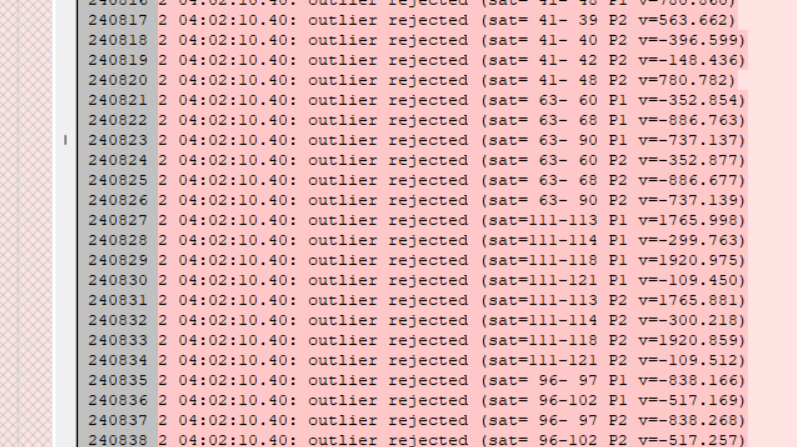 240816 2 04:02:10.40: outlier rejected (sat= 41- 48 P1 v=780.860)
240817 2 04:02:10.40: outlier rejected (sat= 41- 39 P2 v=563.662)
240818 2 04:02:10.40: outlier rejected (sat= 41- 40 P2 v=-396.599)
240819 2 04:02:10.40: outlier rejected (sat= 41- 42 P2 v=-148.436)
240820 2 04:02:10.40: outlier rejected (sat= 41- 48 P2 v=780.782)
240821 2 04:02:10.40: outlier rejected (sat= 63- 60 P1 v=-352.854)
240822 2 04:02:10.40: outlier rejected (sat= 63- 68 P1 v=-886.763)
240823 2 04:02:10.40: outlier rejected (sat= 63- 90 P1 v=-737.137)
240824 2 04:02:10.40: outlier rejected (sat= 63- 60 P2 v=-352.877)
240825 2 04:02:10.40: outlier rejected (sat= 63- 68 P2 v=-886.677)
240826 2 04:02:10.40: outlier rejected (sat= 63- 90 P2 v=-737.139)
240827 2 04:02:10.40: outlier rejected (sat=111-113 P1 v=1765.998)
240828 2 04:02:10.40: outlier rejected (sat=111-114 P1 v=-299.763)
240829 2 04:02:10.40: outlier rejected (sat=111-118 P1 v=1920.975)
240830 2 04:02:10.40: outlier rejected (sat=111-121 P1 v=-109.450)
240831 2 04:02:10.40: outlier rejected (sat=111-113 P2 v=1765.881)
240832 2 04:02:10.40: outlier rejected (sat=111-114 P2 v=-300.218)
240833 2 04:02:10.40: outlier rejected (sat=111-118 P2 v=1920.859)
240834 2 04:02:10.40: outlier rejected (sat=111-121 P2 v=-109.512)
240835 2 04:02:10.40: outlier rejected (sat= 96- 97 P1 v=-838.166)
240836 2 04:02:10.40: outlier rejected (sat= 96-102 P1 v=-517.169)
240837 2 04:02:10.40: outlier rejected (sat= 96- 97 P2 v=-838.268)
240838 2 04:02:10.40: outlier rejected (sat= 96-102 P2 v=-517.257)